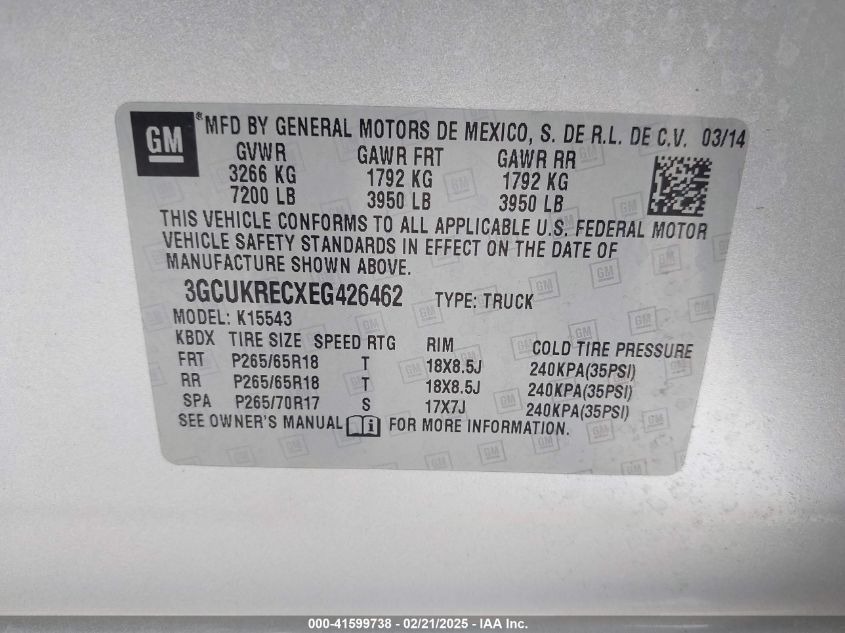 GM ®MFD BY GENERAL MOTORS DE MEXICO, S. DE R.L. DE C.V. 03/14
GVWR GAWR FRT GAWR RR
3266 KG 1792 KG 1792 KG
7200 LB 3950 LB 3950 LB
THIS VEHICLE CONFORMS TO ALL APPLICABLE U.S. FEDERAL MOTOR
VEHICLE SAFETY STANDARDS IN EFFECT ON THE DATE OF
MANUFACTURE SHOWN ABOVE.
3GCUKRECXEG426462 TYPE: TRUCK
MODEL: K15543
KBDX TIRE SIZE SPEED RTG RIM COLD TIRE PRESSURE
FRT P265/65R18 T 18X8.5J 240KPA(35PSI)
RR P265/65R18 T 18X8.5J 240KPA(35PSI)
SPA P265/70R17 S 17X7J 240KPA(35PSI)
SEE OWNER'S MANUAL FOR MORE INFORMATION.
000-41599738 - 02/21/2025 - IAA Inc.